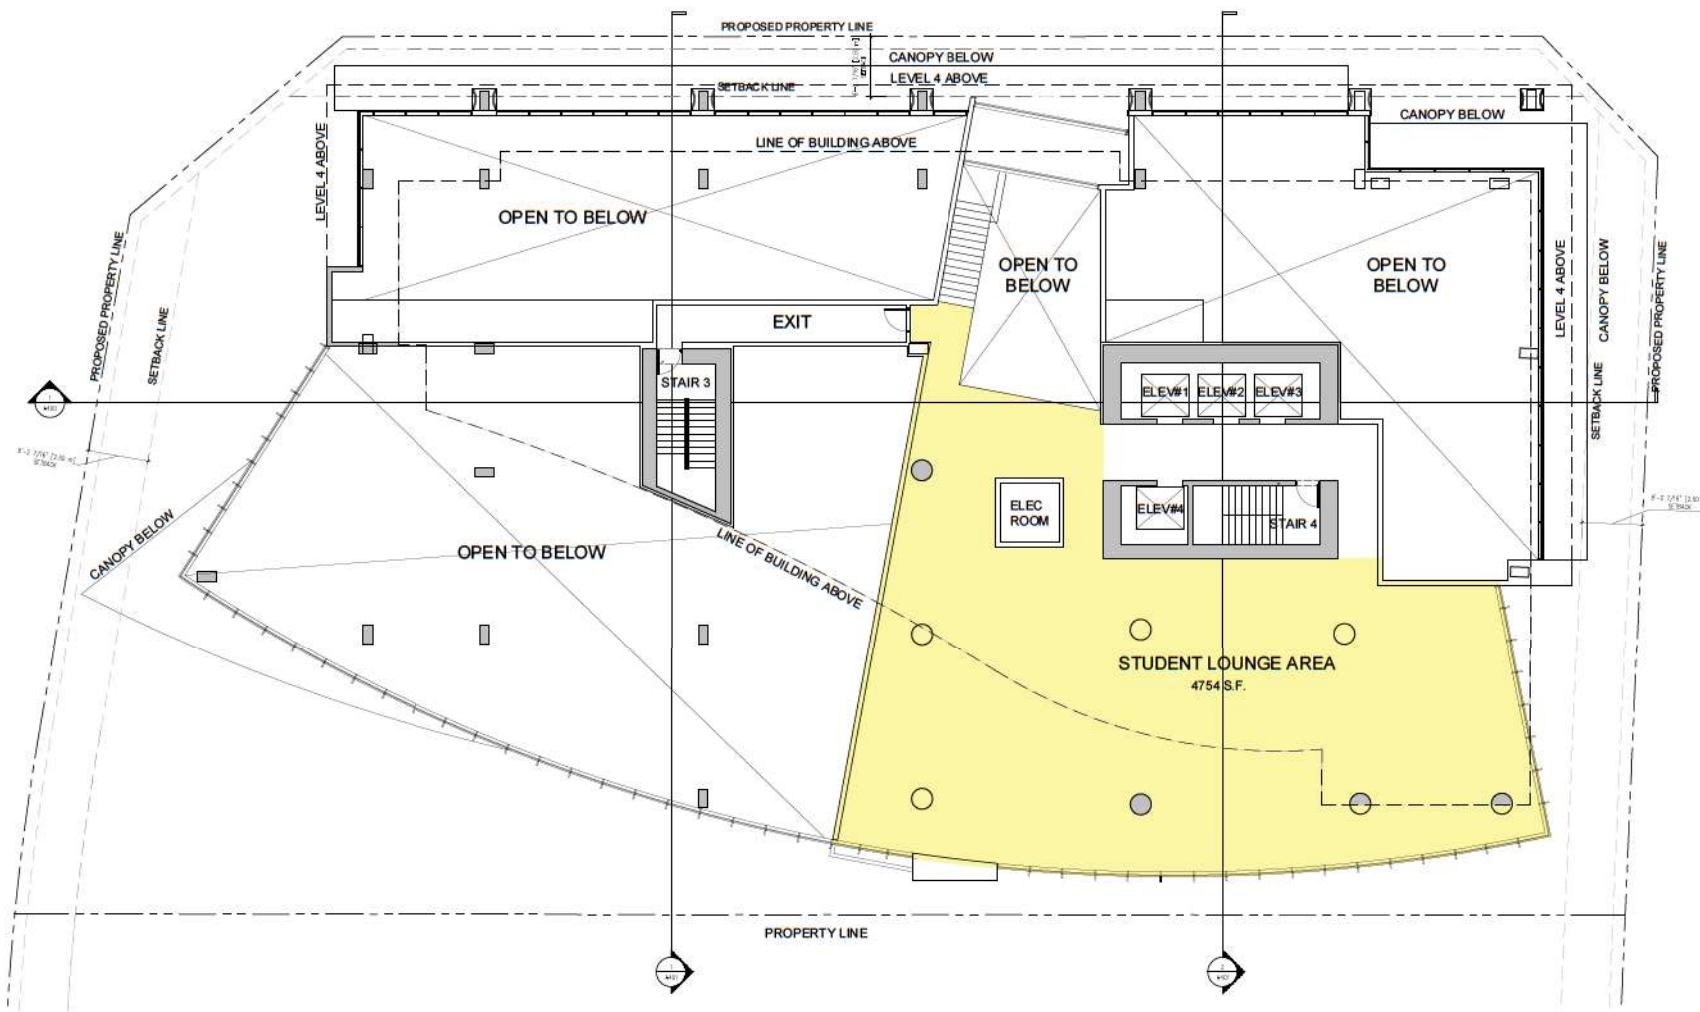 PROPOSED PROPERTY LINE
CANOPY BELOW
LEVEL 4 ABOVE
SETBACK LINE
CANOPY BELOW
LINE OF BUILDING ABOVE
LEVEL 4 ABOVE
OPEN TO BELOW
OPEN TO
BELOW
OPEN TO
BELOW
PROPOSED PROPERTY LINE
SETBACK LINE
LEVEL 4 ABOVE
CANOPY BELOW
PROPOSED PROPERTY LINE
SETBACK LINE
EXIT
STAIR 3
ELEV#1
ELEV#2
ELEV#3
SETBACK
SETBACK
ELEC
ROOM
ELEV#4
STAIR 4
CANOPY BELOW
OPEN TO BELOW
LINE OF BUILDING ABOVE
STUDENT LOUNGE AREA
4754 S.F.
PROPERTY LINE